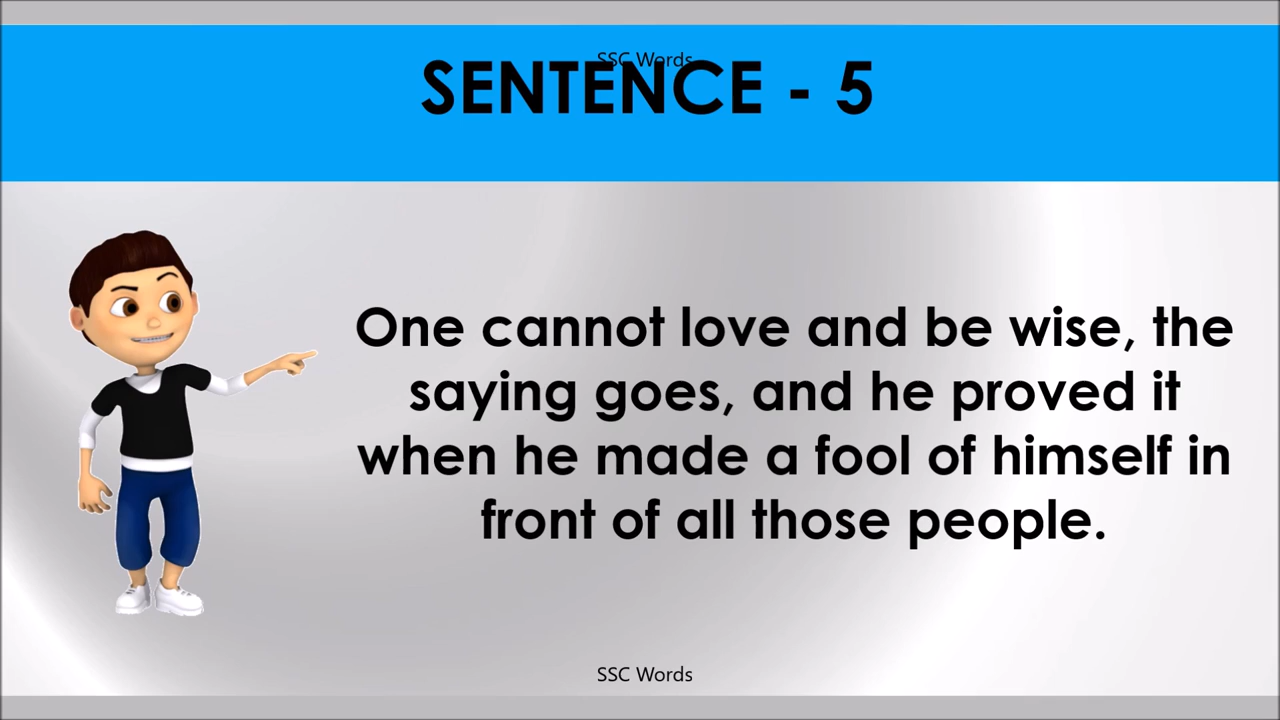 SSC Words
SENTENCE - 5
One cannot love and be wise, the
saying goes, and he proved it
when he made a fool of himself in
front of all those people.
SSC Words